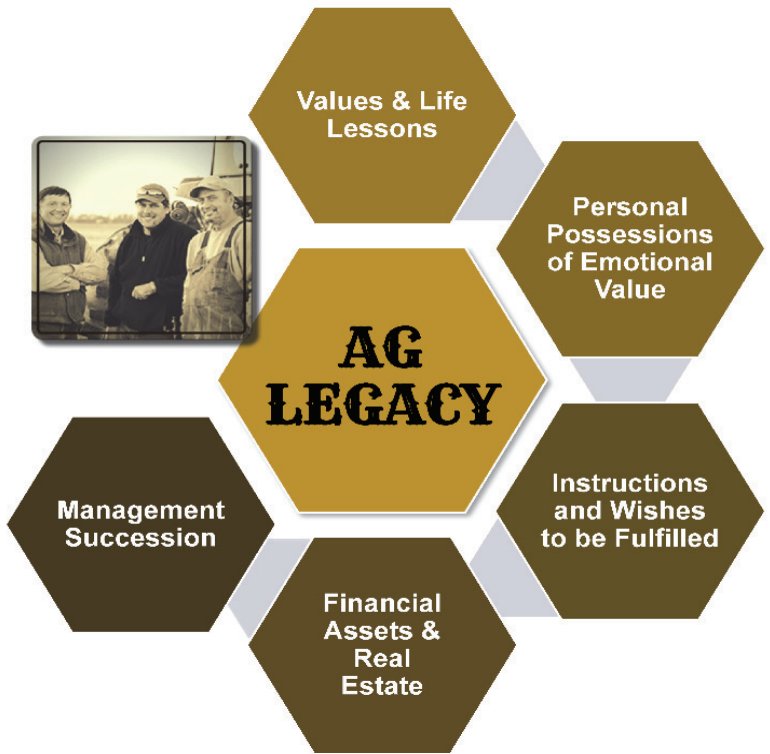 Values & Life
Lessons
Personal
Possessions
of Emotional
Value
AG
LEGACY
Instructions
and Wishes
to be Fulfilled
Management
Succession
Financial
Assets &
Real
Estate